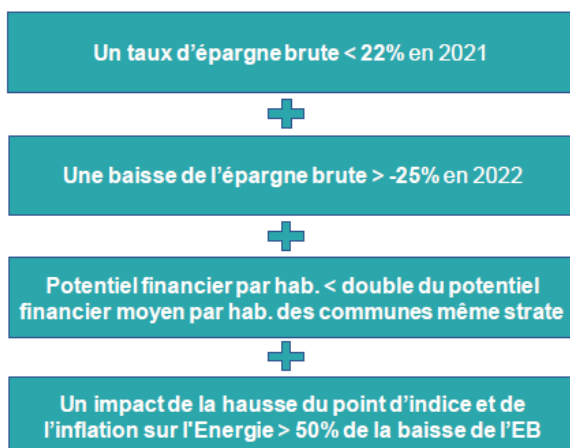 Un taux d'épargne brute < 22% en 2021
Une baisse de l'épargne brute > -25% en 2022
Potentiel financier par hab. < double du potentiel
financier moyen par hab. des communes même strate
Un impact de la hausse du point d'indice et de
l'inflation sur l'Energie > 50% de la baisse de l'EB